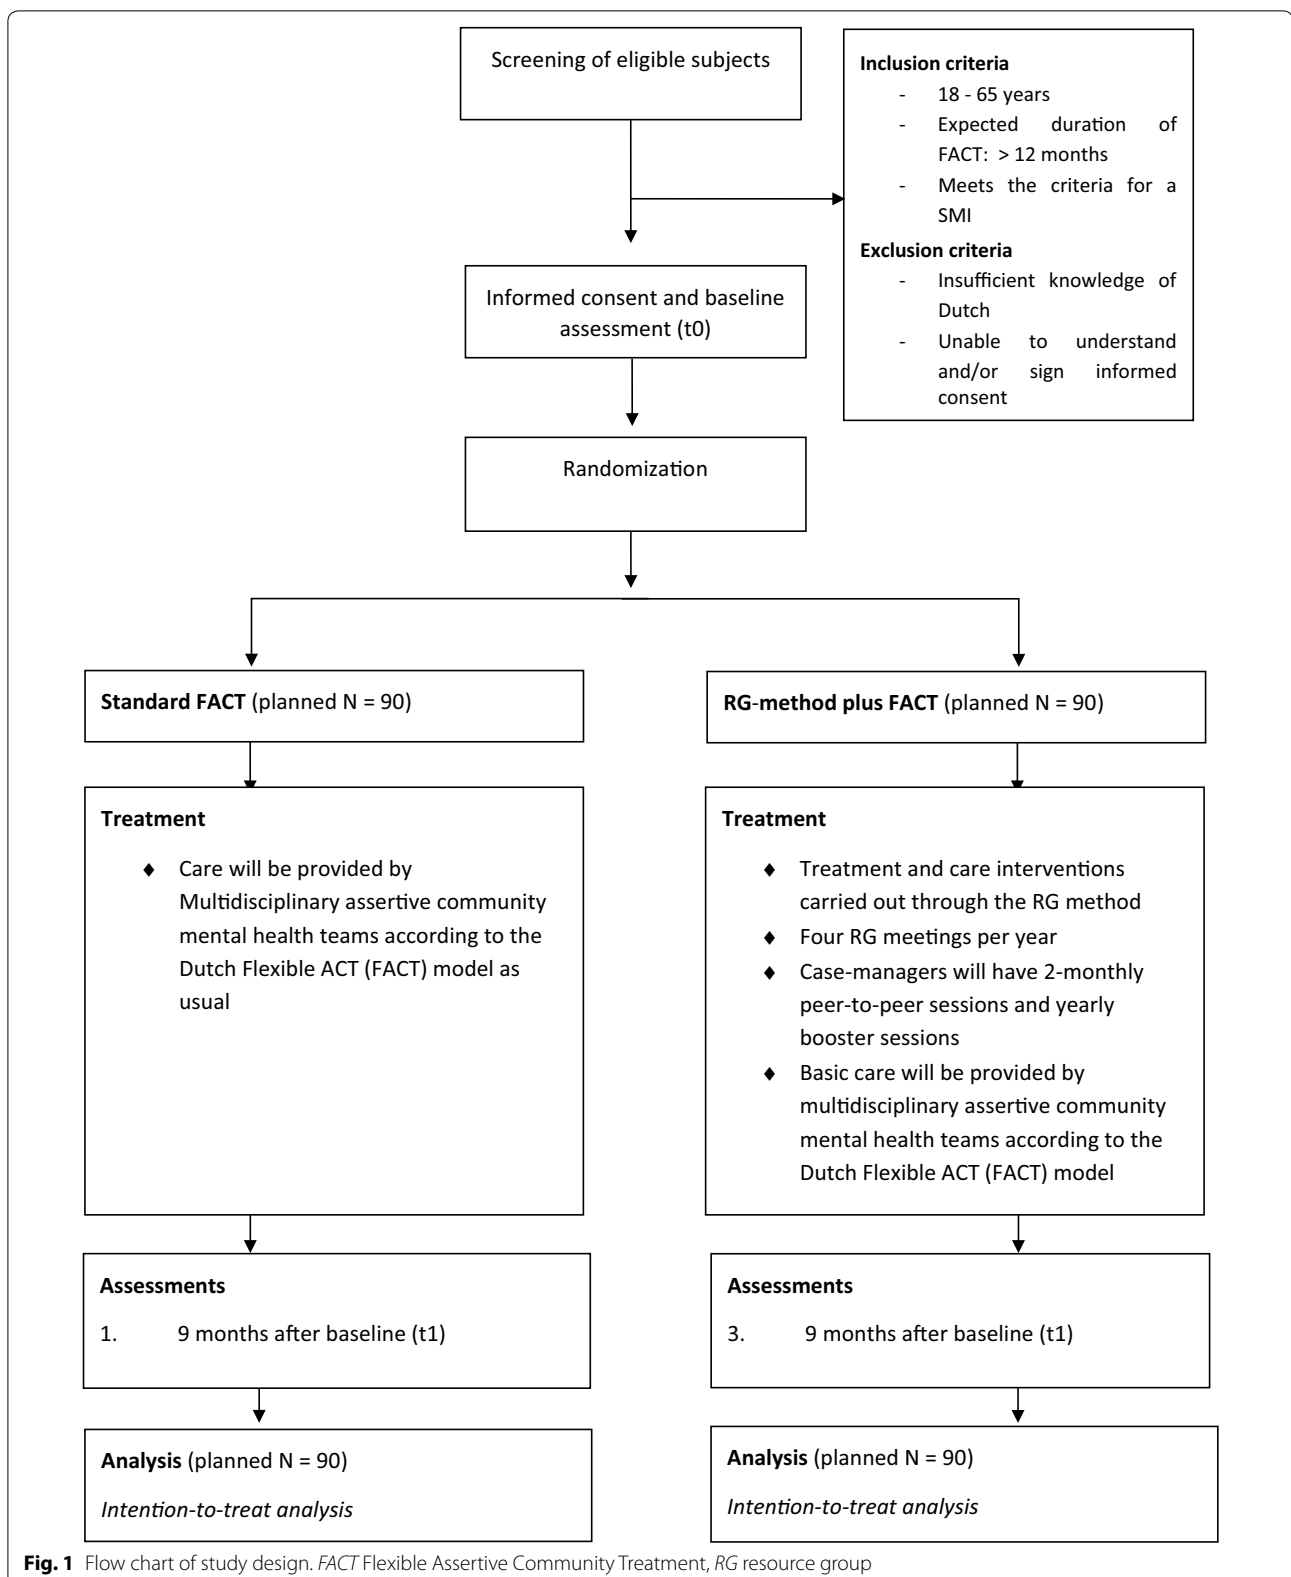 Screening of eligible subjects
Inclusion criteria
- 18 - 65 years
- Expected duration of
FACT: > 12 months
- Meets the criteria for a
SMI
Exclusion criteria
- Insufficient knowledge of
Dutch
- Unable to understand
and/or sign informed
consent
Informed consent and baseline
assessment (t0)
Randomization
Standard FACT (planned N = 90)
Treatment
♦ Care will be provided by
Multidisciplinary assertive community
mental health teams according to the
Dutch Flexible ACT (FACT) model as
usual
Assessments
1. 9 months after baseline (t1)
Analysis (planned N = 90)
Intention-to-treat analysis
RG-method plus FACT (planned N = 90)
Treatment
♦ Treatment and care interventions
carried out through the RG method
♦ Four RG meetings per year
♦ Case-managers will have 2-monthly
peer-to-peer sessions and yearly
booster sessions
♦ Basic care will be provided by
multidisciplinary assertive community
mental health teams according to the
Dutch Flexible ACT (FACT) model
Assessments
3. 9 months after baseline (t1)
Analysis (planned N = 90)
Intention-to-treat analysis
Fig. 1 Flow chart of study design. FACT Flexible Assertive Community Treatment, RG resource group